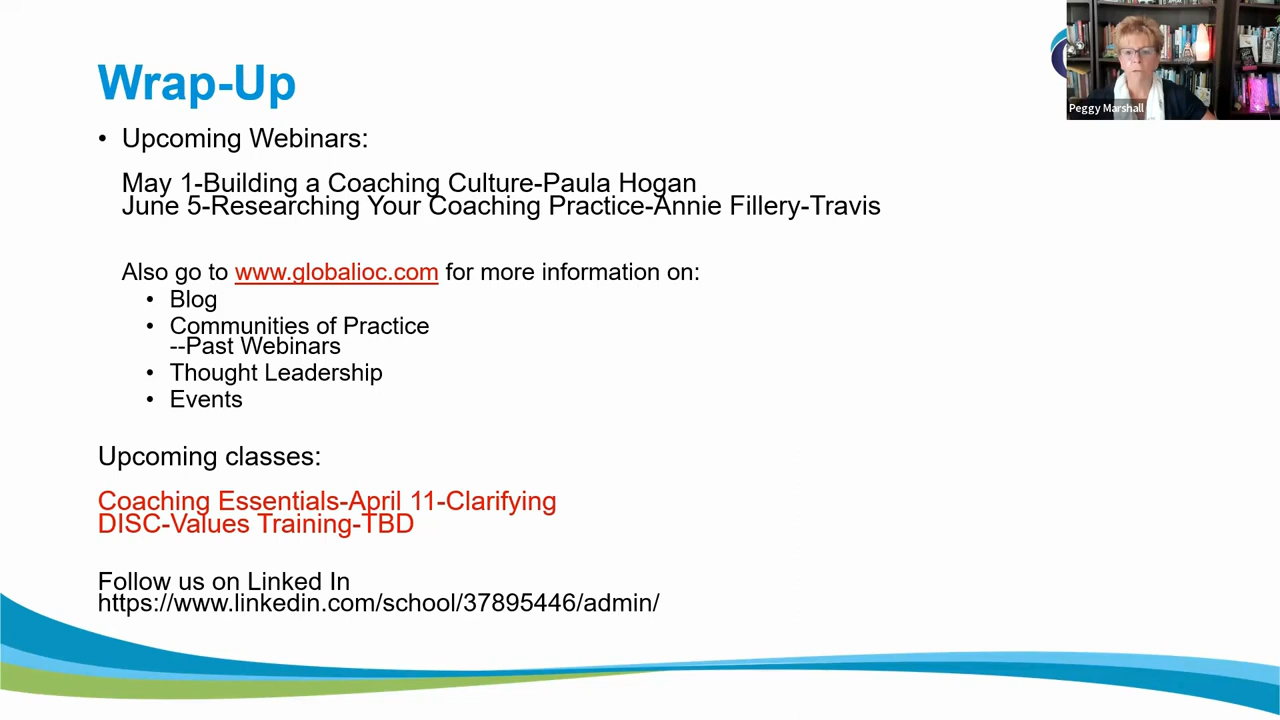 Wrap-Up
• Upcoming Webinars:
May 1-Building a Coaching Culture-Paula Hogan
June 5-Researching Your Coaching Practice-Annie Fillery-Travis
Also go to www.globalioc.com for more information on:
• Blog
• Communities of Practice
--Past Webinars
• Thought Leadership
• Events
Upcoming classes:
Coaching Essentials-April 11-Clarifying
DISC-Values Training-TBD
Follow us on Linked In
https://www.linkedin.com/school/37895446/admin/
Peggy Marshall